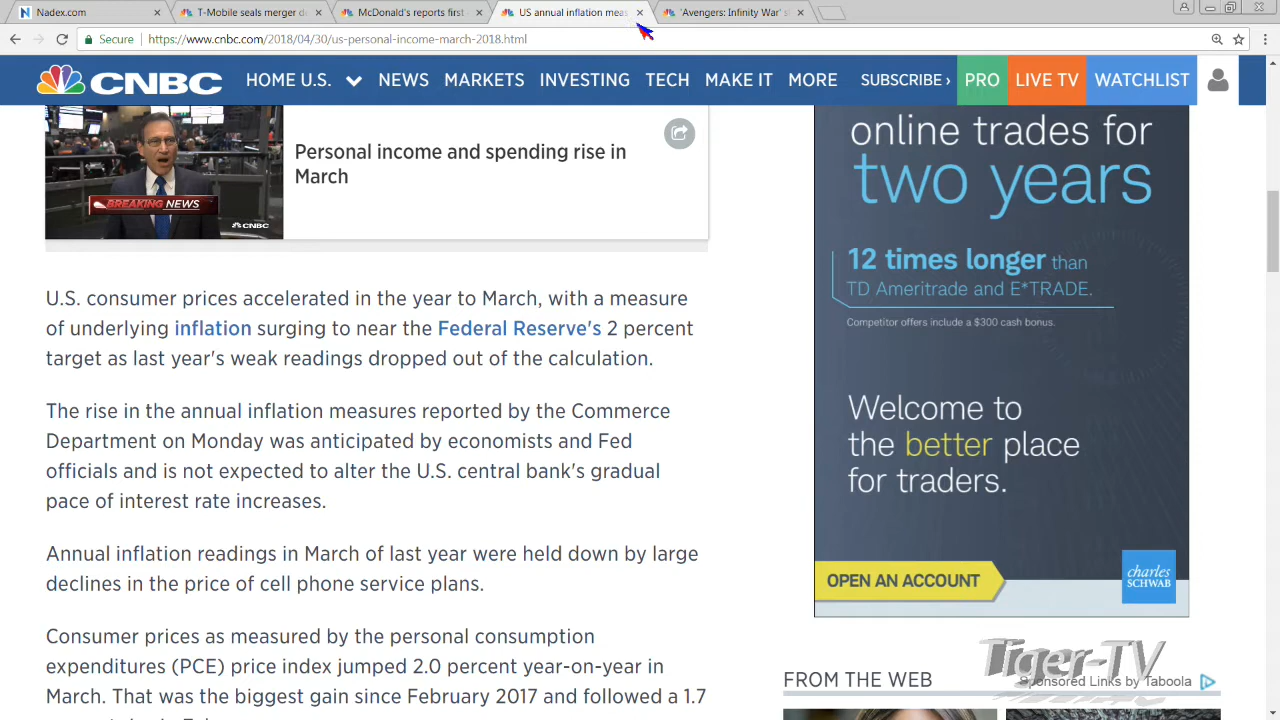 Nadex.com
T-Mobile seals merger d
McDonald's reports first
US annual inflation meas
'Avengers: Infinity War' s
Secure
https://www.cnbc.com/2018/04/30/us-personal-income-march-2018.html
CNBC
HOME U.S.
NEWS
MARKETS
INVESTING
TECH
MAKE IT
MORE
SUBSCRIBE ›
PRO
LIVE TV
WATCHLIST
BREAKING NEWS
CNBC
Personal income and spending rise in
March
U.S. consumer prices accelerated in the year to March, with a measure
of underlying inflation surging to near the Federal Reserve's 2 percent
target as last year's weak readings dropped out of the calculation.
The rise in the annual inflation measures reported by the Commerce
Department on Monday was anticipated by economists and Fed
officials and is not expected to alter the U.S. central bank's gradual
pace of interest rate increases.
Annual inflation readings in March of last year were held down by large
declines in the price of cell phone service plans.
Consumer prices as measured by the personal consumption
expenditures (PCE) price index jumped 2.0 percent year-on-year in
March. That was the biggest gain since February 2017 and followed a 1.7
online trades for
two years
12 times longer than
TD Ameritrade and E*TRADE.
Competitor offers include a $300 cash bonus.
Welcome to
the better place
for traders.
OPEN AN ACCOUNT
charles
SCHWAB
FROM THE WEB
Tiger-TV
Sponsored Links by Taboola